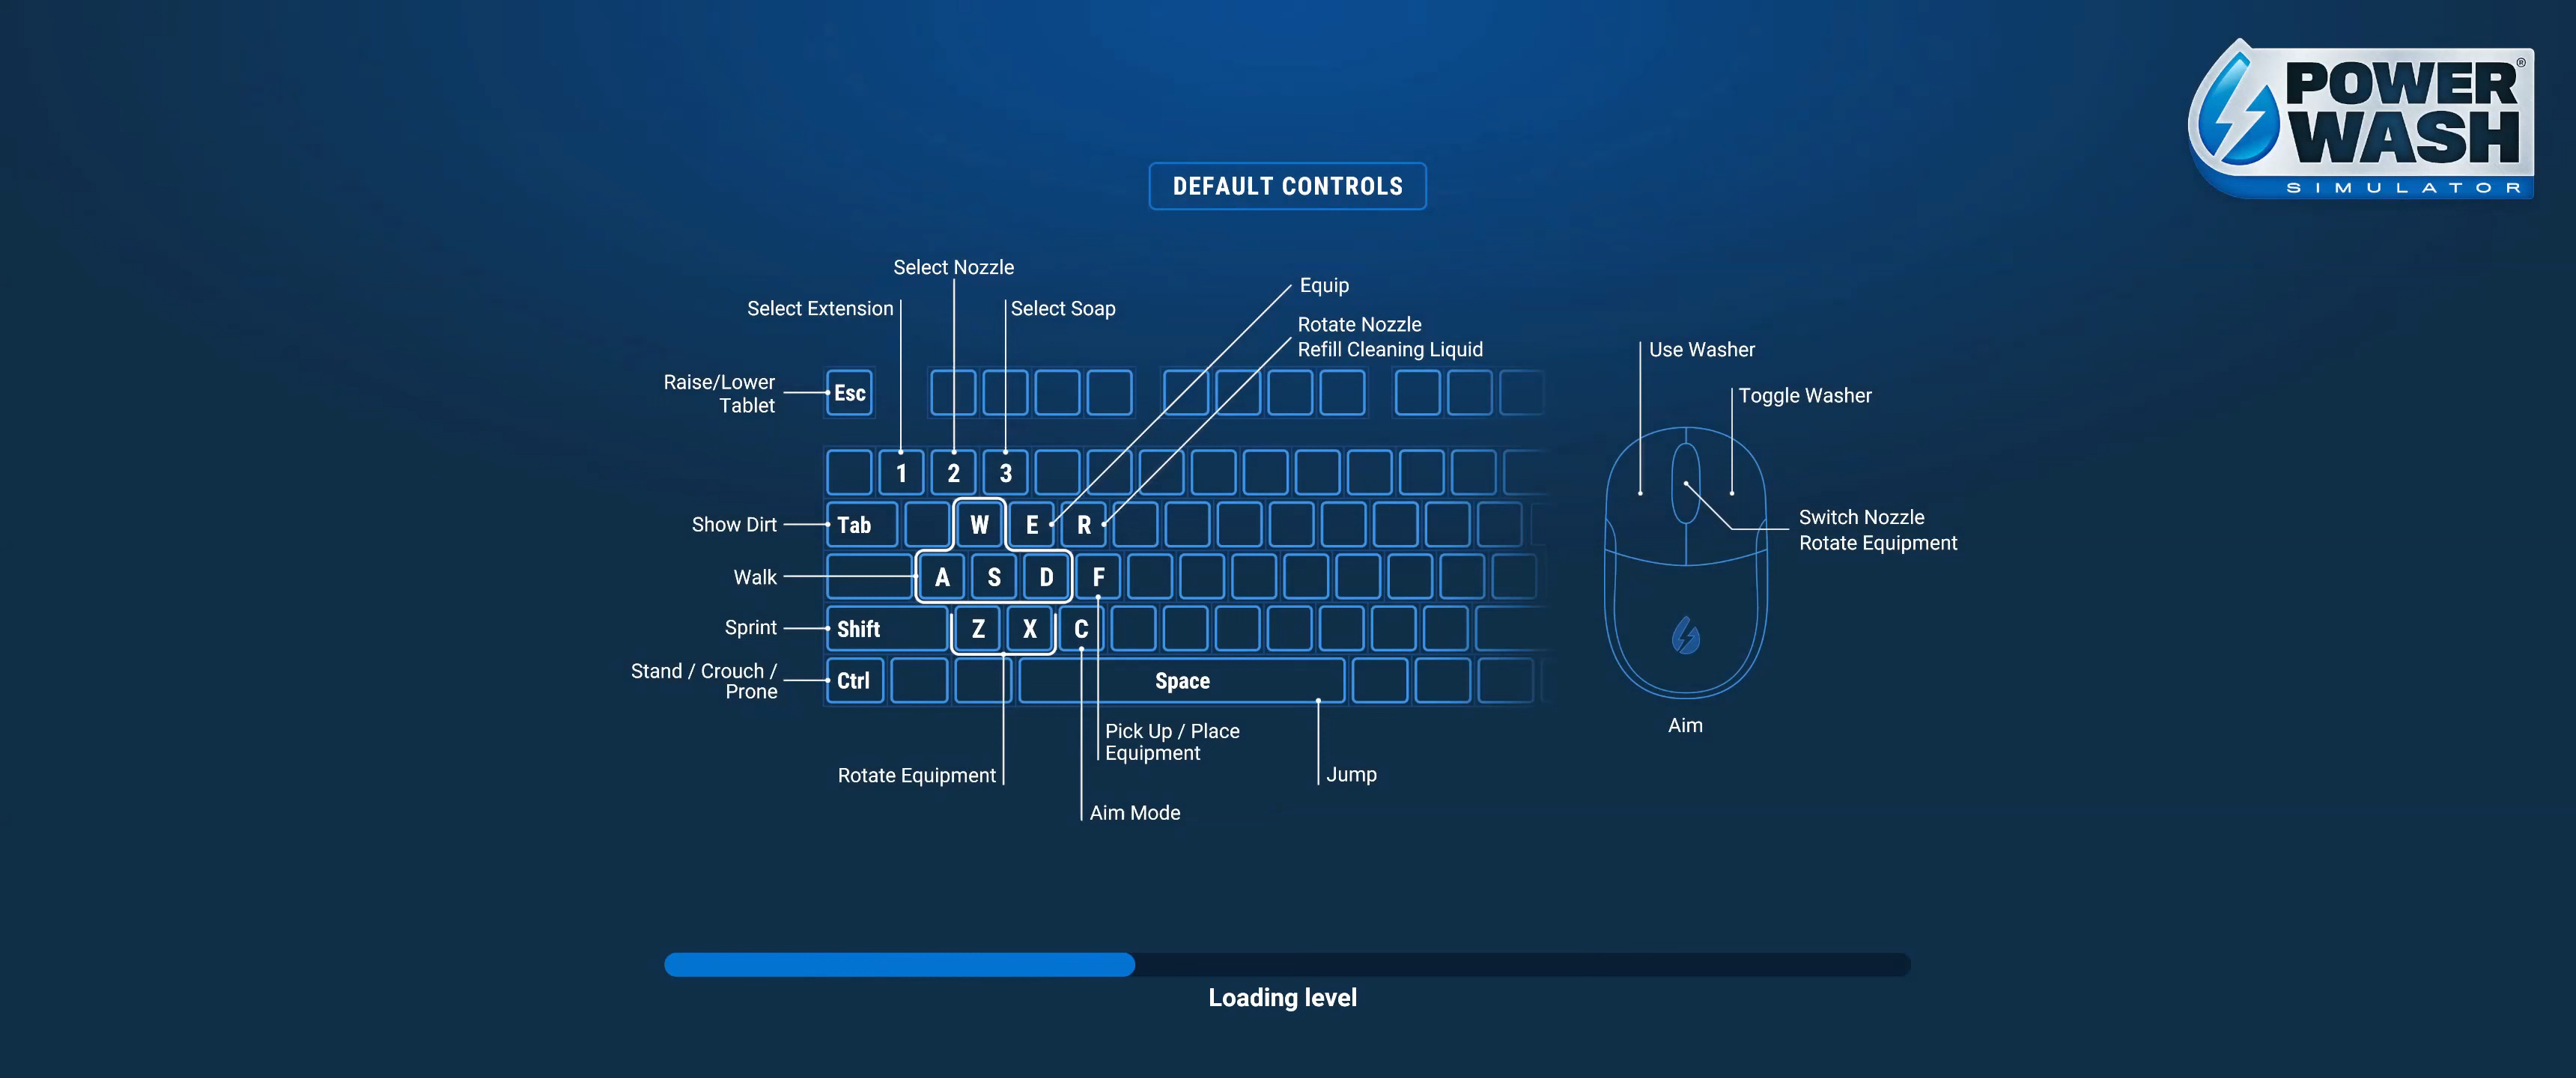 POWER®
WASH
SIMULATOR
DEFAULT CONTROLS
Select Nozzle
Select Extension
Select Soap
Equip
Rotate Nozzle
Refill Cleaning Liquid
Use Washer
Toggle Washer
Raise/Lower
Tablet
Esc
1 2 3
Show Dirt
Tab W E R
Switch Nozzle
Rotate Equipment
Walk
A S D F
Sprint
Shift Z X C
Stand / Crouch /
Prone
Ctrl Space
Aim
Pick Up / Place
Equipment
Rotate Equipment
Jump
Aim Mode
Loading level